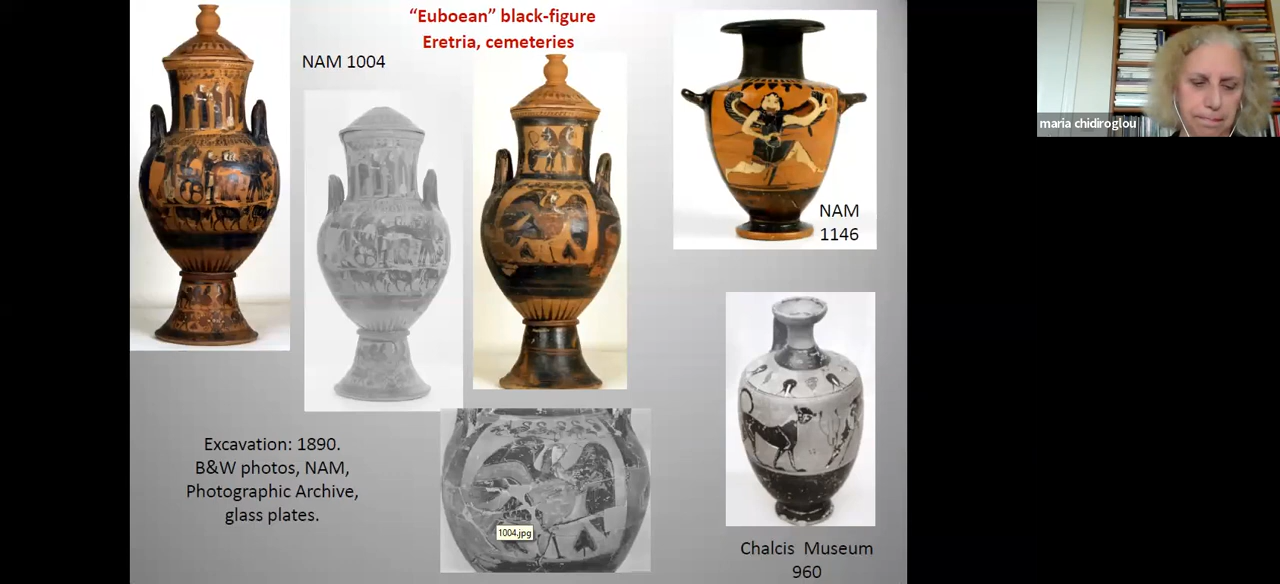 “Euboean” black-figure
Eretria, cemeteries
NAM 1004
NAM
1146
maria chidiroglou
Excavation: 1890.
B&W photos, NAM,
Photographic Archive,
glass plates.
1004.jpg
Chalcis Museum
960